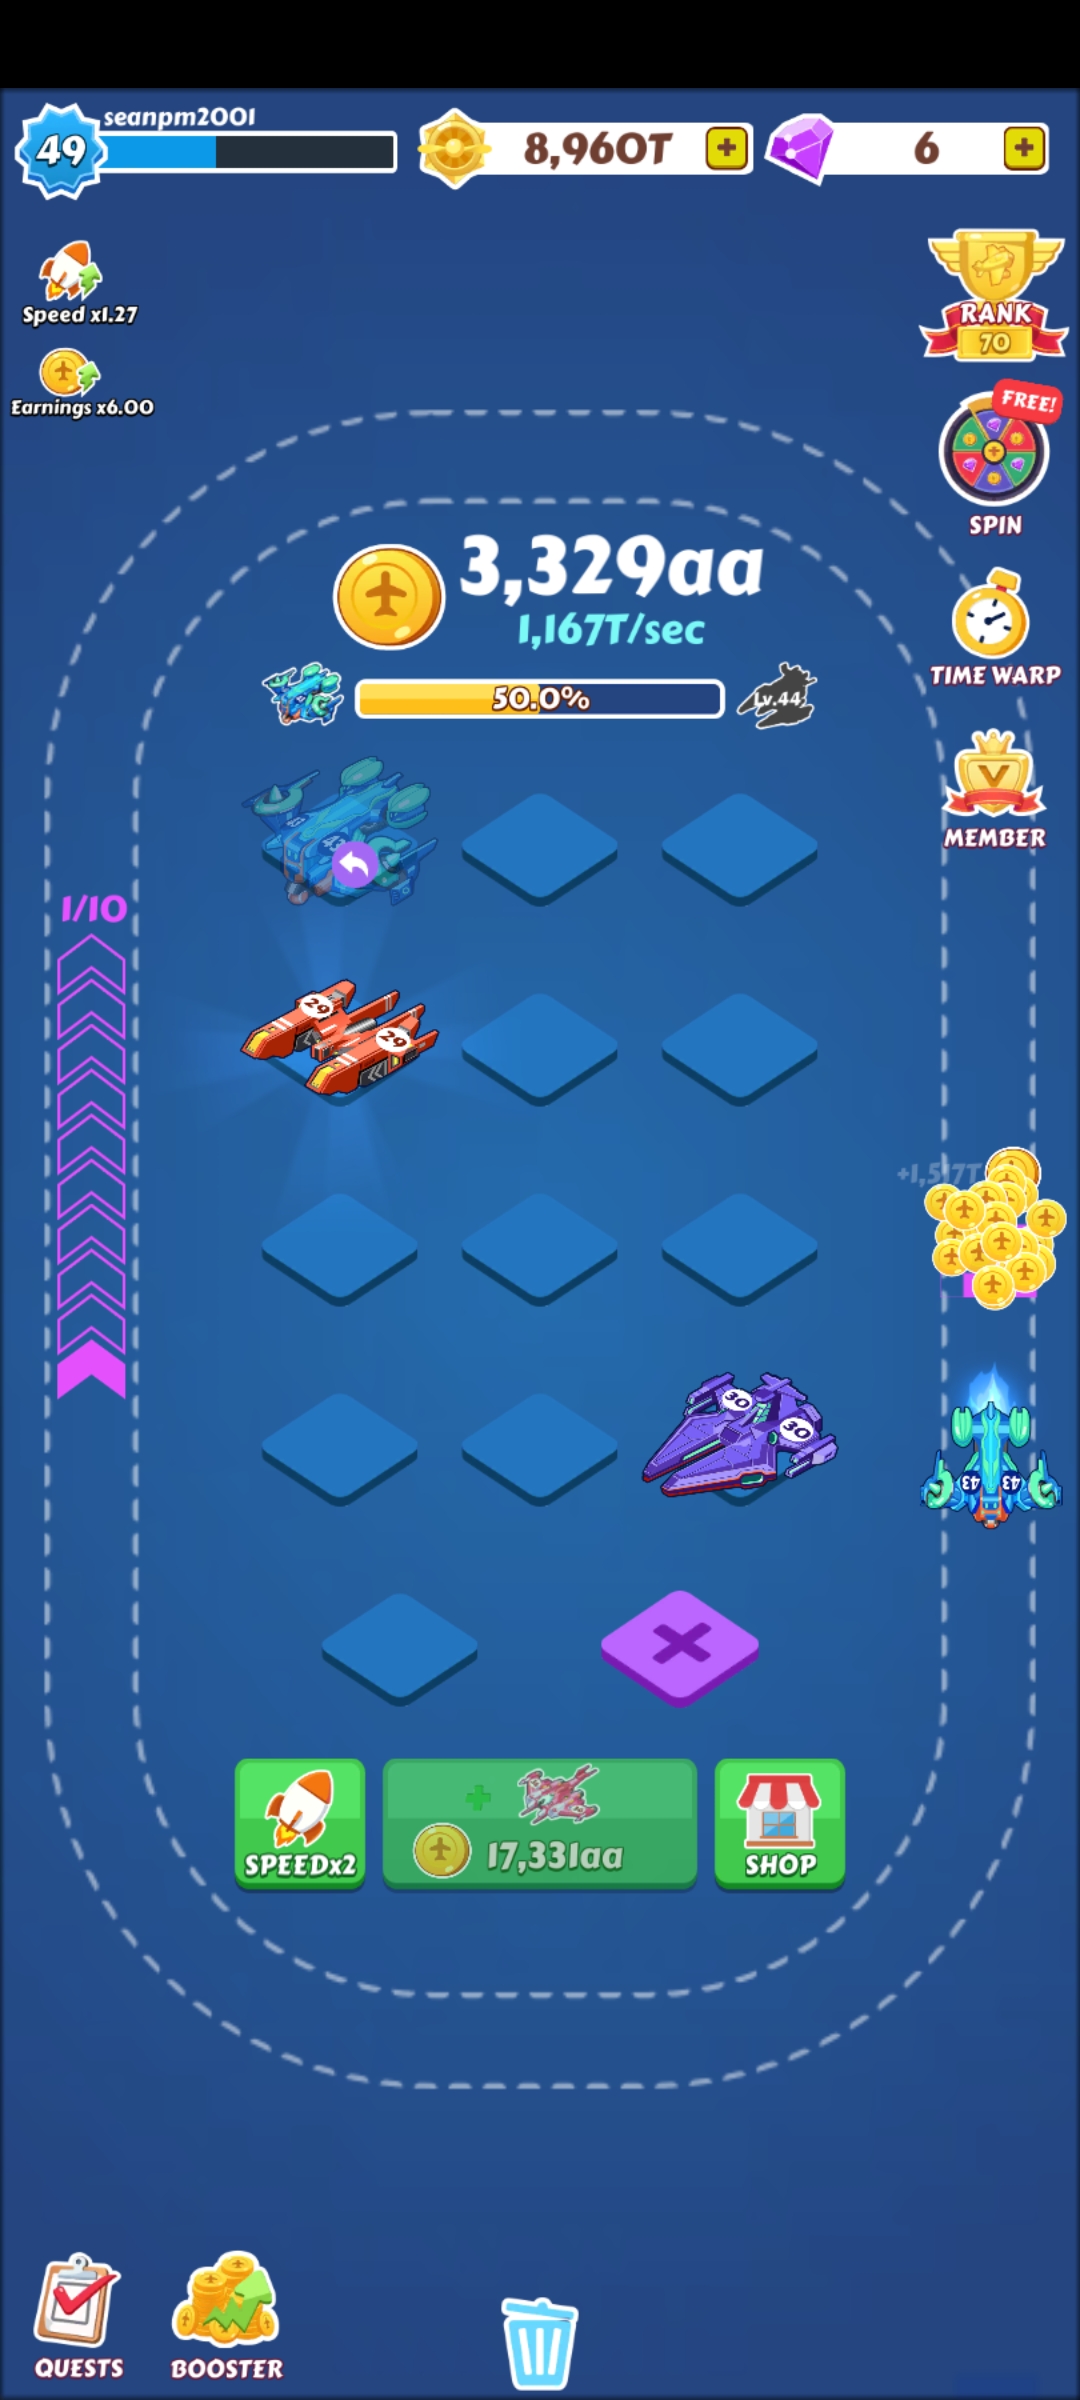 seanpm2001
49
8,960T
6
Speed x1.27
Earnings x6.00
RANK
70
FREE!
SPIN
3,329aa
1,167T/sec
50.0%
Lv.44
TIME WARP
MEMBER
43
1/10
29
29
+1,517T
30
30
43 43
17,331aa
SPEEDx2
SHOP
QUESTS
BOOSTER